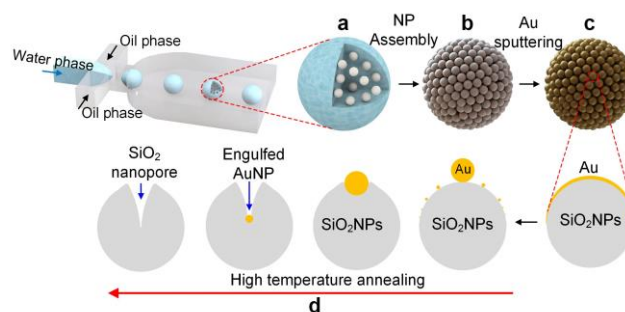 a
NP
Assembly
b
Au
sputtering
c
Oil phase
Water phase
Oil phase
SiO2
nanopore
Engulfed
AuNP
Au
Au
SiO2NPs
SiO2NPs
SiO2NPs
High temperature annealing
d